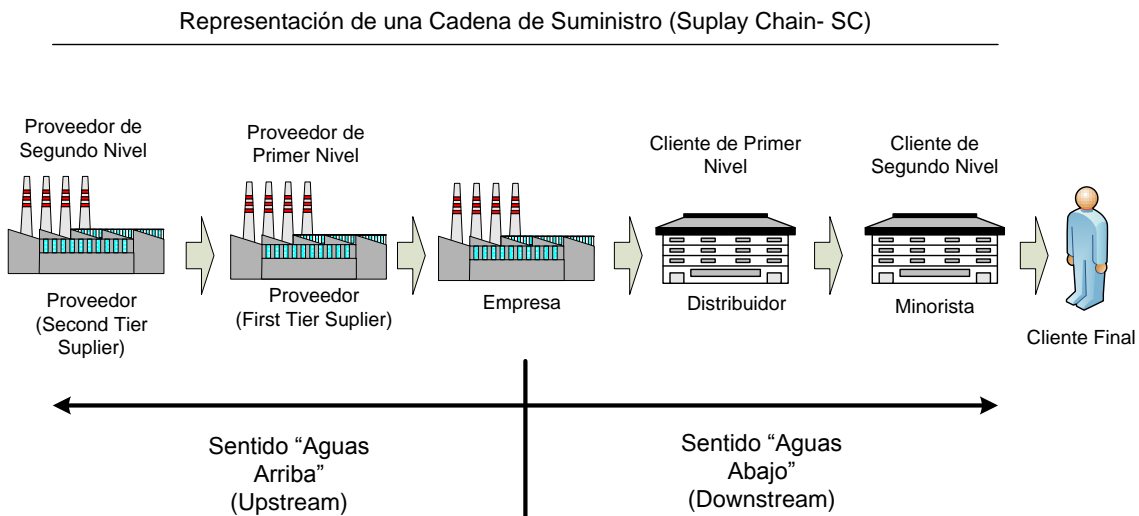 Representación de una Cadena de Suministro (Suplay Chain- SC)
Proveedor de
Segundo Nivel
Proveedor de
Primer Nivel
Cliente de Primer
Nivel
Cliente de
Segundo Nivel
Proveedor
(Second Tier
Suplier)
Proveedor
(First Tier Suplier)
Empresa
Distribuidor
Minorista
Cliente Final
Sentido “Aguas
Arriba”
(Upstream)
Sentido “Aguas
Abajo”
(Downstream)